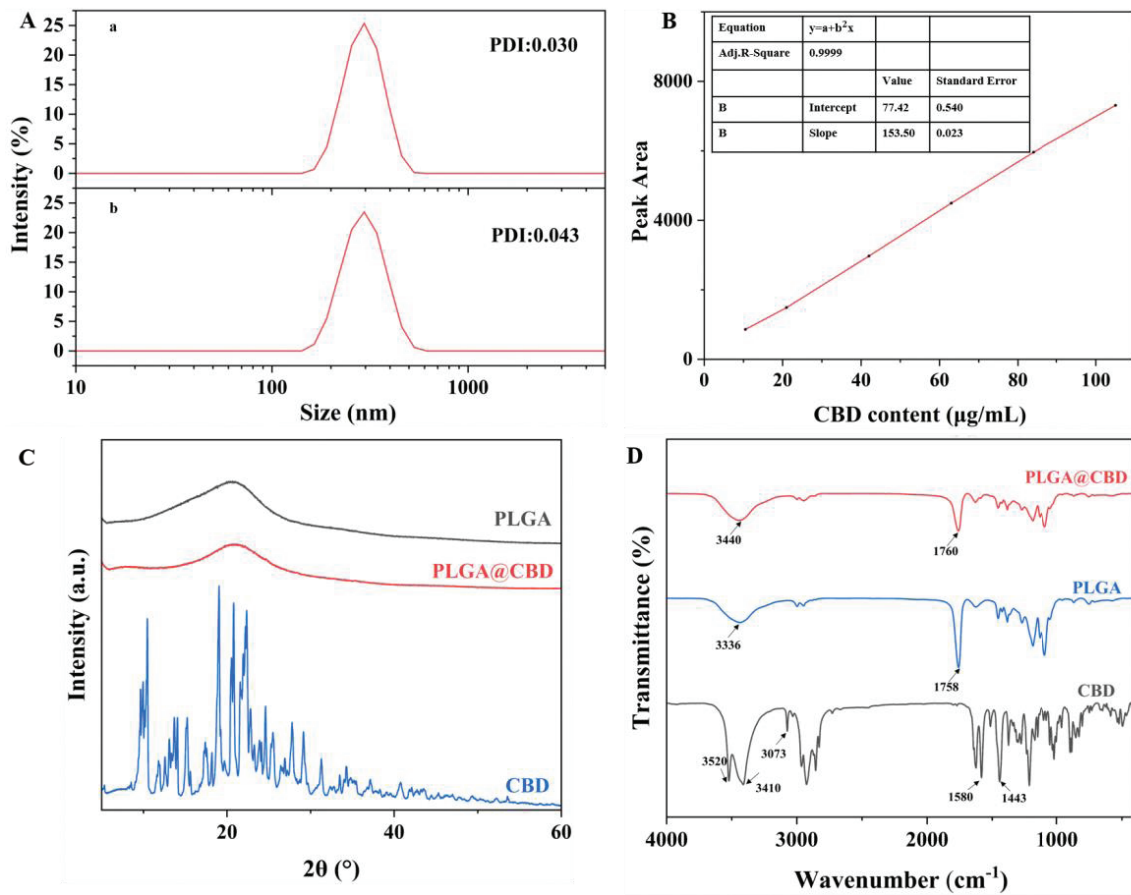 A
a
PDI:0.030
25
20
15
10
5
0
b
PDI:0.043
25
20
15
10
5
0
Intensity (%)
10 100 1000
Size (nm)
B
Equation y=a+b²x
Adj.R-Square 0.9999
Value Standard Error
B Intercept 77.42 0.540
B Slope 153.50 0.023
8000
4000
0
Peak Area
0 20 40 60 80 100
CBD content (μg/mL)
C
PLGA
PLGA@CBD
CBD
Intensity (a.u.)
20 40 60
2θ (°)
D
PLGA@CBD
3440
1760
PLGA
3336
1758
CBD
3073
3520
3410
1580
1443
Transmittance (%)
4000 3000 2000 1000
Wavenumber (cm⁻¹)